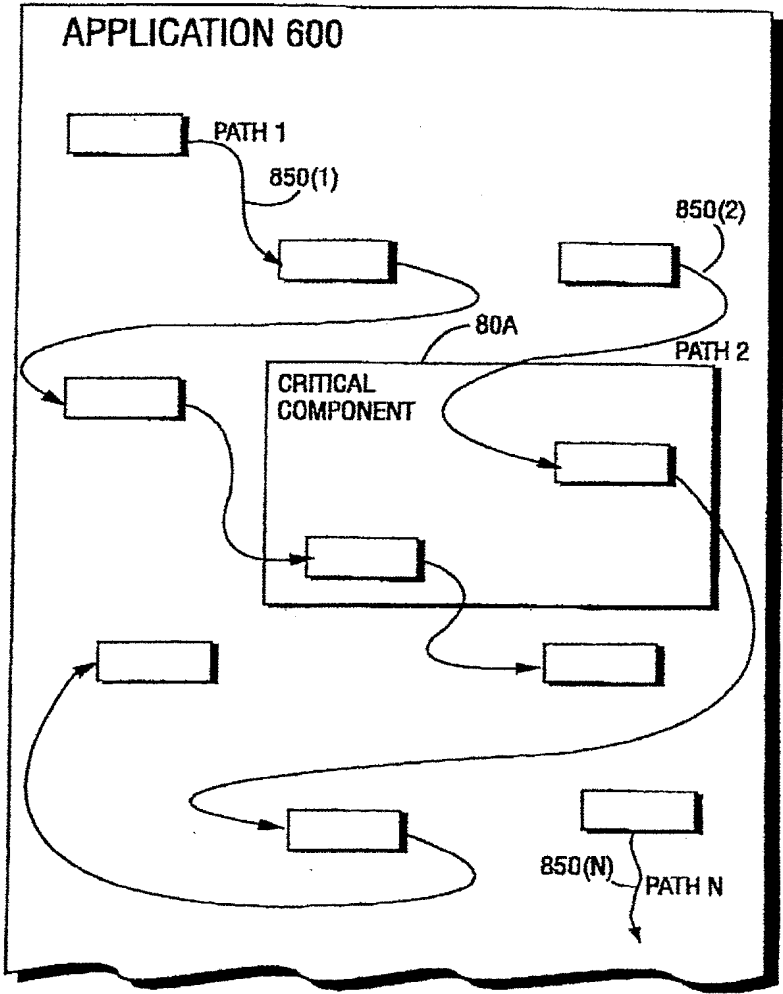 APPLICATION 600
PATH 1
850(1)
850(2)
80A
PATH 2
CRITICAL
COMPONENT
850(N)
PATH N